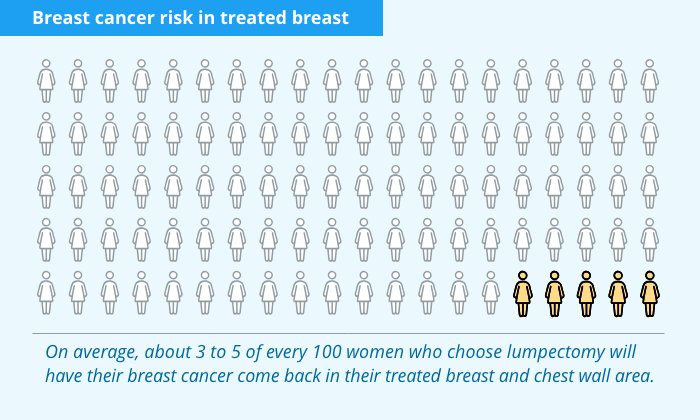 Breast cancer risk in treated breast
On average, about 3 to 5 of every 100 women who choose lumpectomy will
have their breast cancer come back in their treated breast and chest wall area.